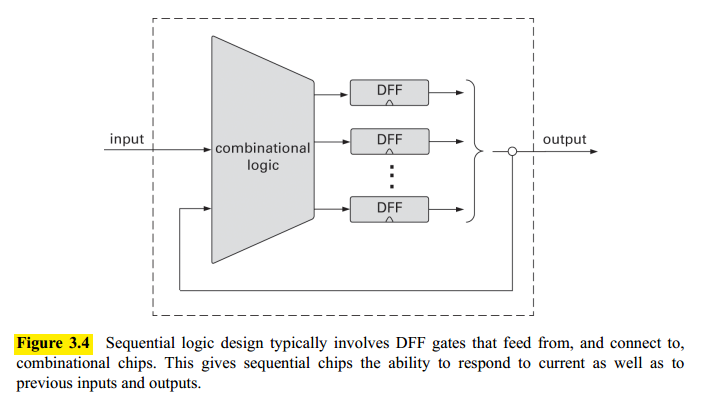 DFF
input
DFF
output
combinational
logic
DFF
Figure 3.4 Sequential logic design typically involves DFF gates that feed from, and connect to,
combinational chips. This gives sequential chips the ability to respond to current as well as to
previous inputs and outputs.